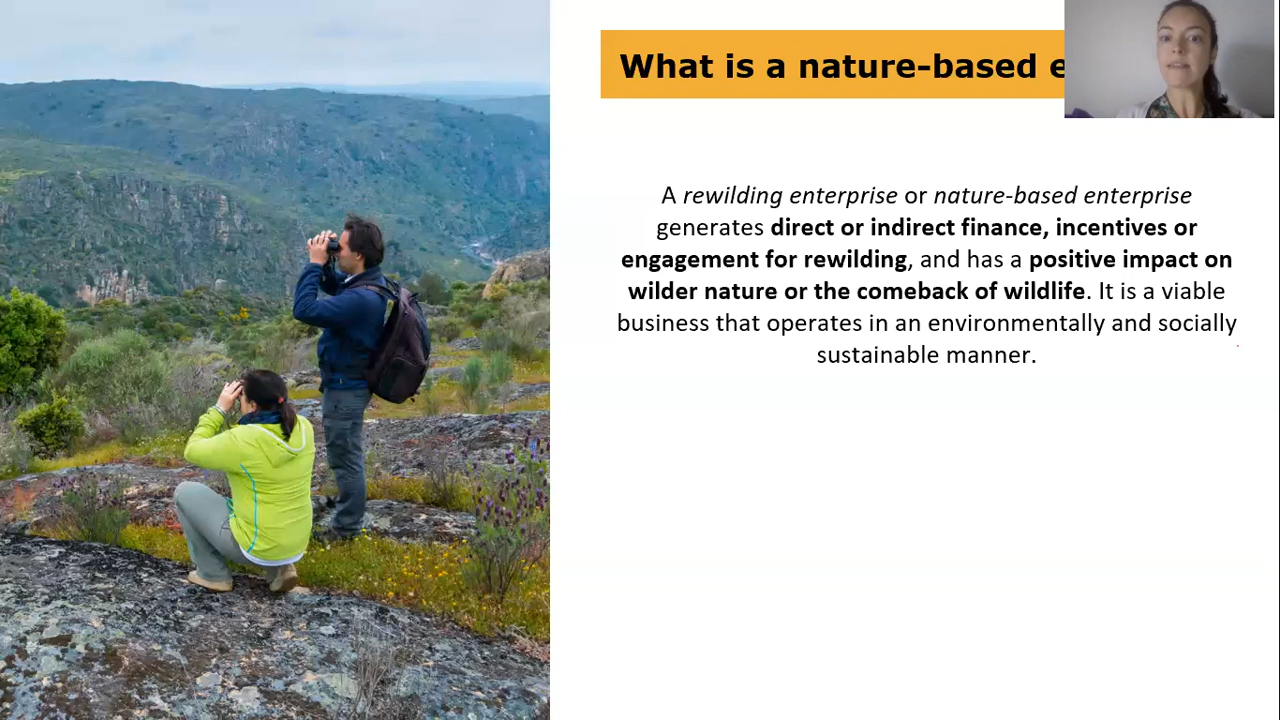 What is a nature-based e
A rewilding enterprise or nature-based enterprise
generates direct or indirect finance, incentives or
engagement for rewilding, and has a positive impact on
wilder nature or the comeback of wildlife. It is a viable
business that operates in an environmentally and socially
sustainable manner.